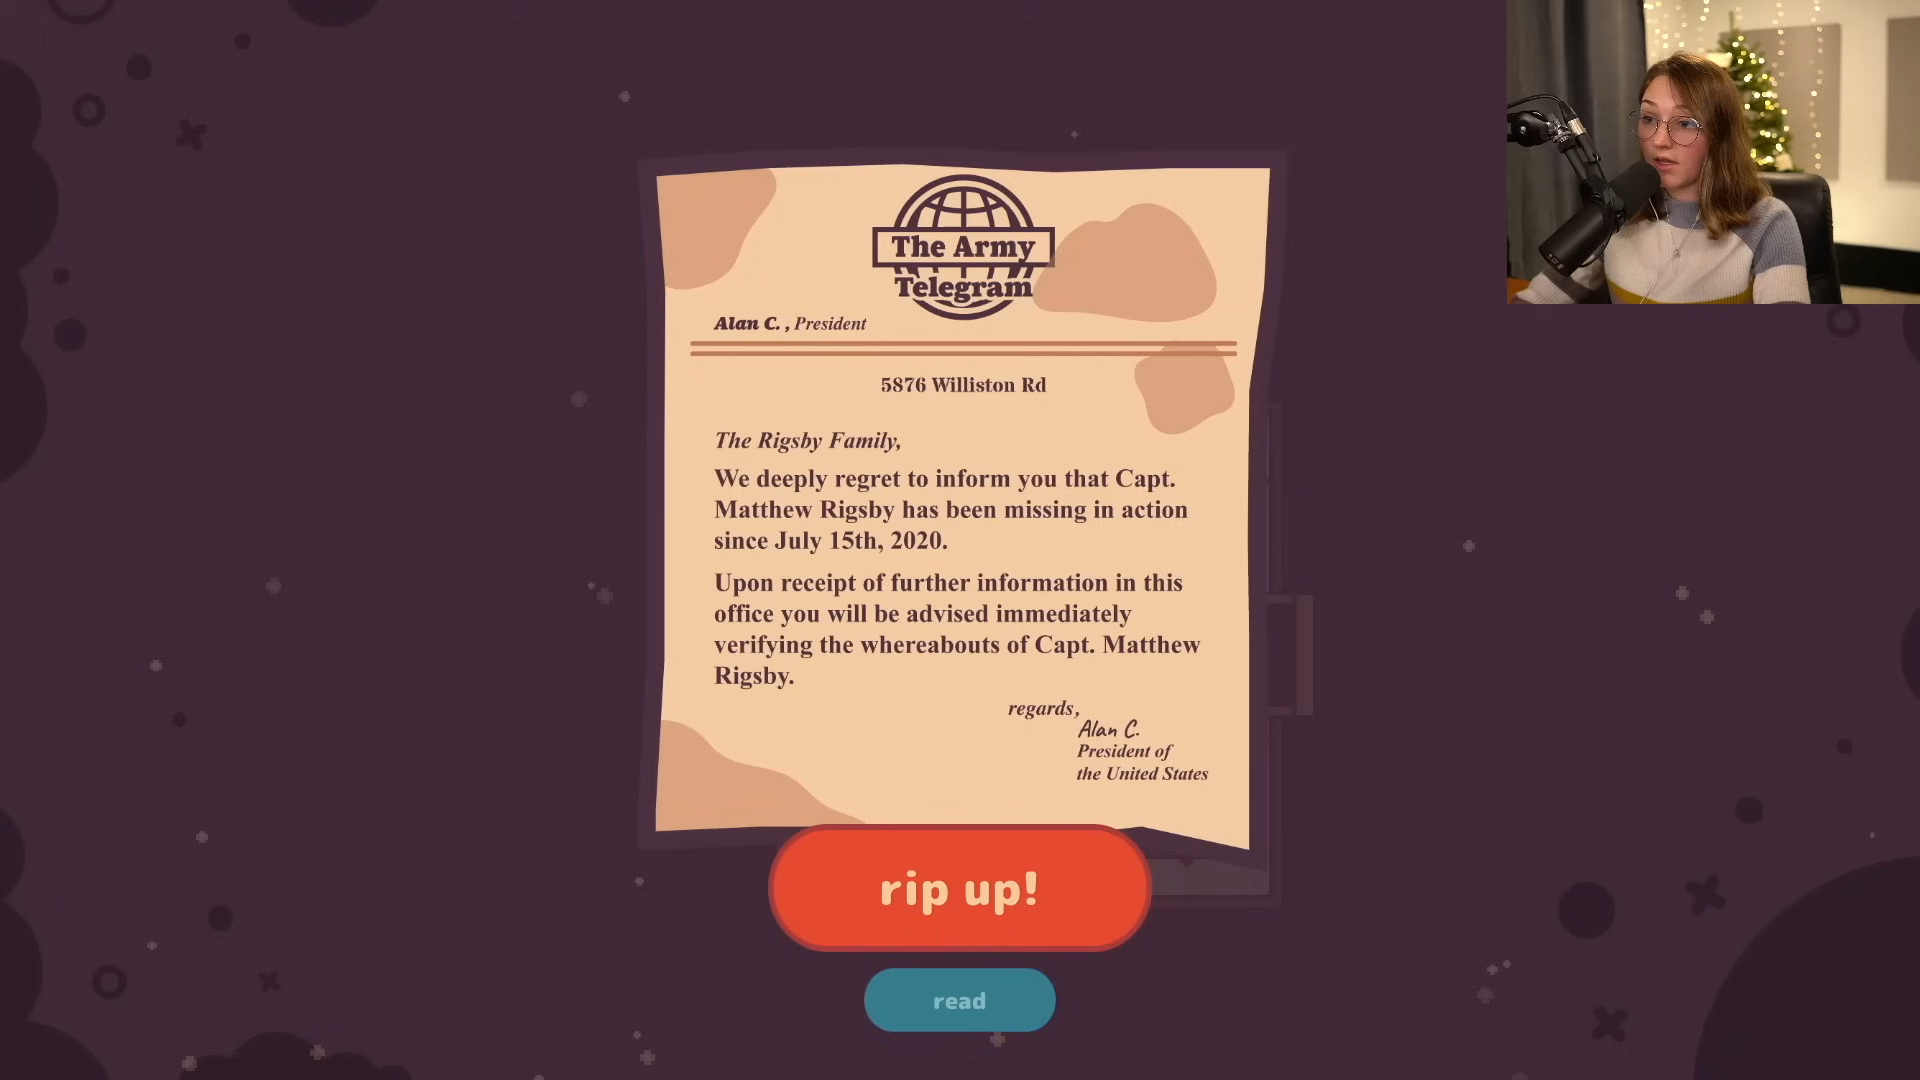 The Army
Telegram
Alan C. , President
5876 Williston Rd
The Rigsby Family,
We deeply regret to inform you that Capt.
Matthew Rigsby has been missing in action
since July 15th, 2020.
Upon receipt of further information in this
office you will be advised immediately
verifying the whereabouts of Capt. Matthew
Rigsby.
regards,
Alan C.
President of
the United States
rip up!
read